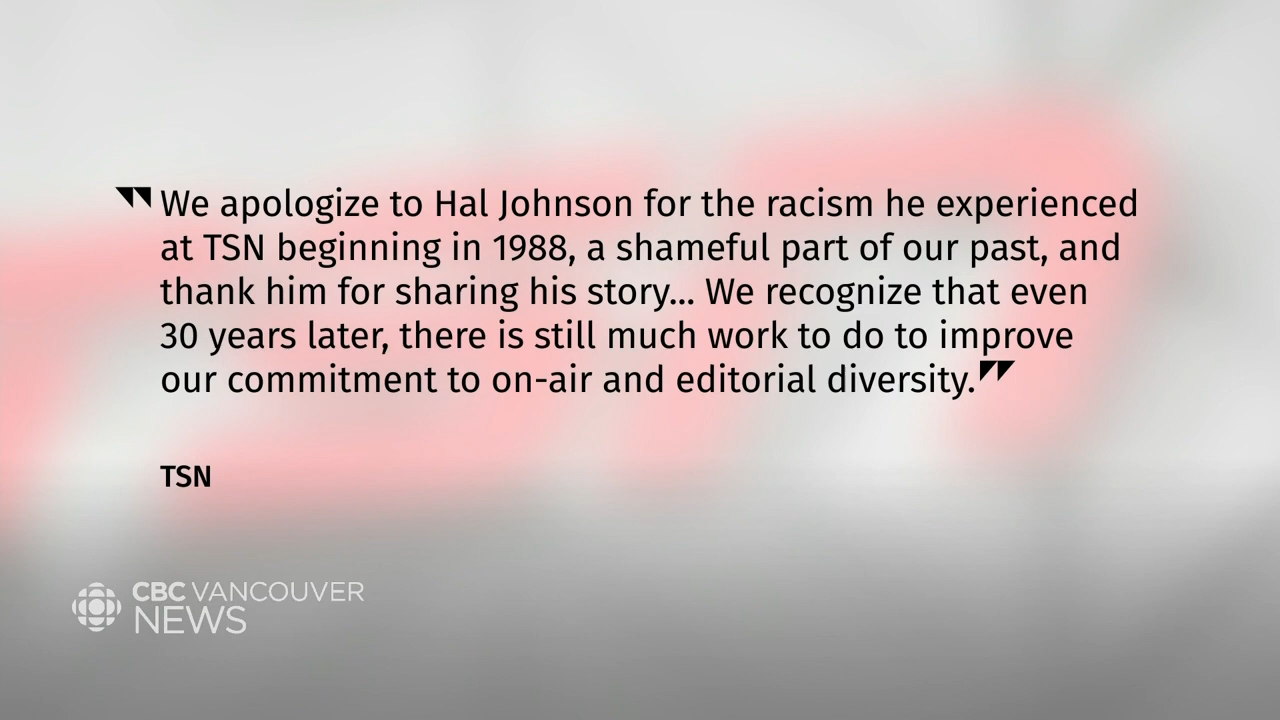 "We apologize to Hal Johnson for the racism he experienced
at TSN beginning in 1988, a shameful part of our past, and
thank him for sharing his story... We recognize that even
30 years later, there is still much work to do to improve
our commitment to on-air and editorial diversity."
TSN
CBC VANCOUVER
NEWS